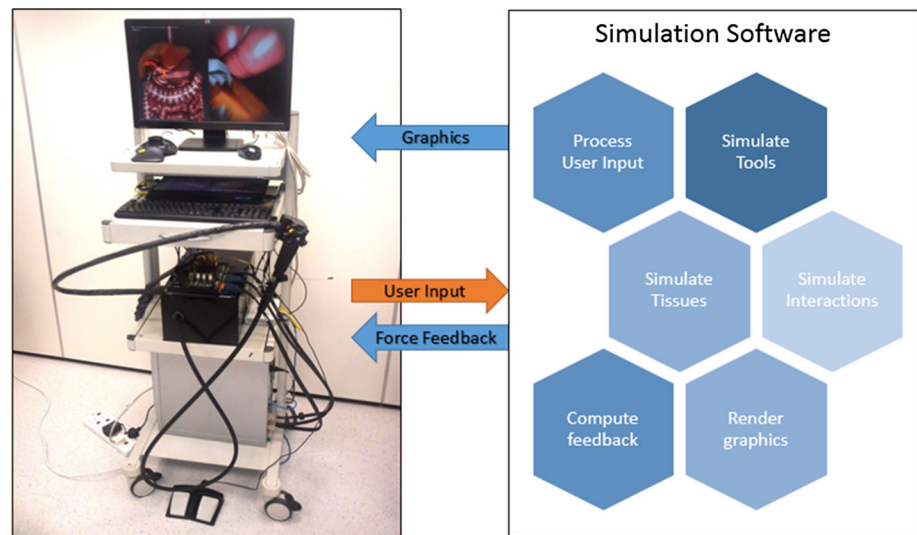 Simulation Software
Graphics
Process
User Input
Simulate
Tools
User Input
Simulate
Tissues
Simulate
Interactions
Force Feedback
Compute
feedback
Render
graphics